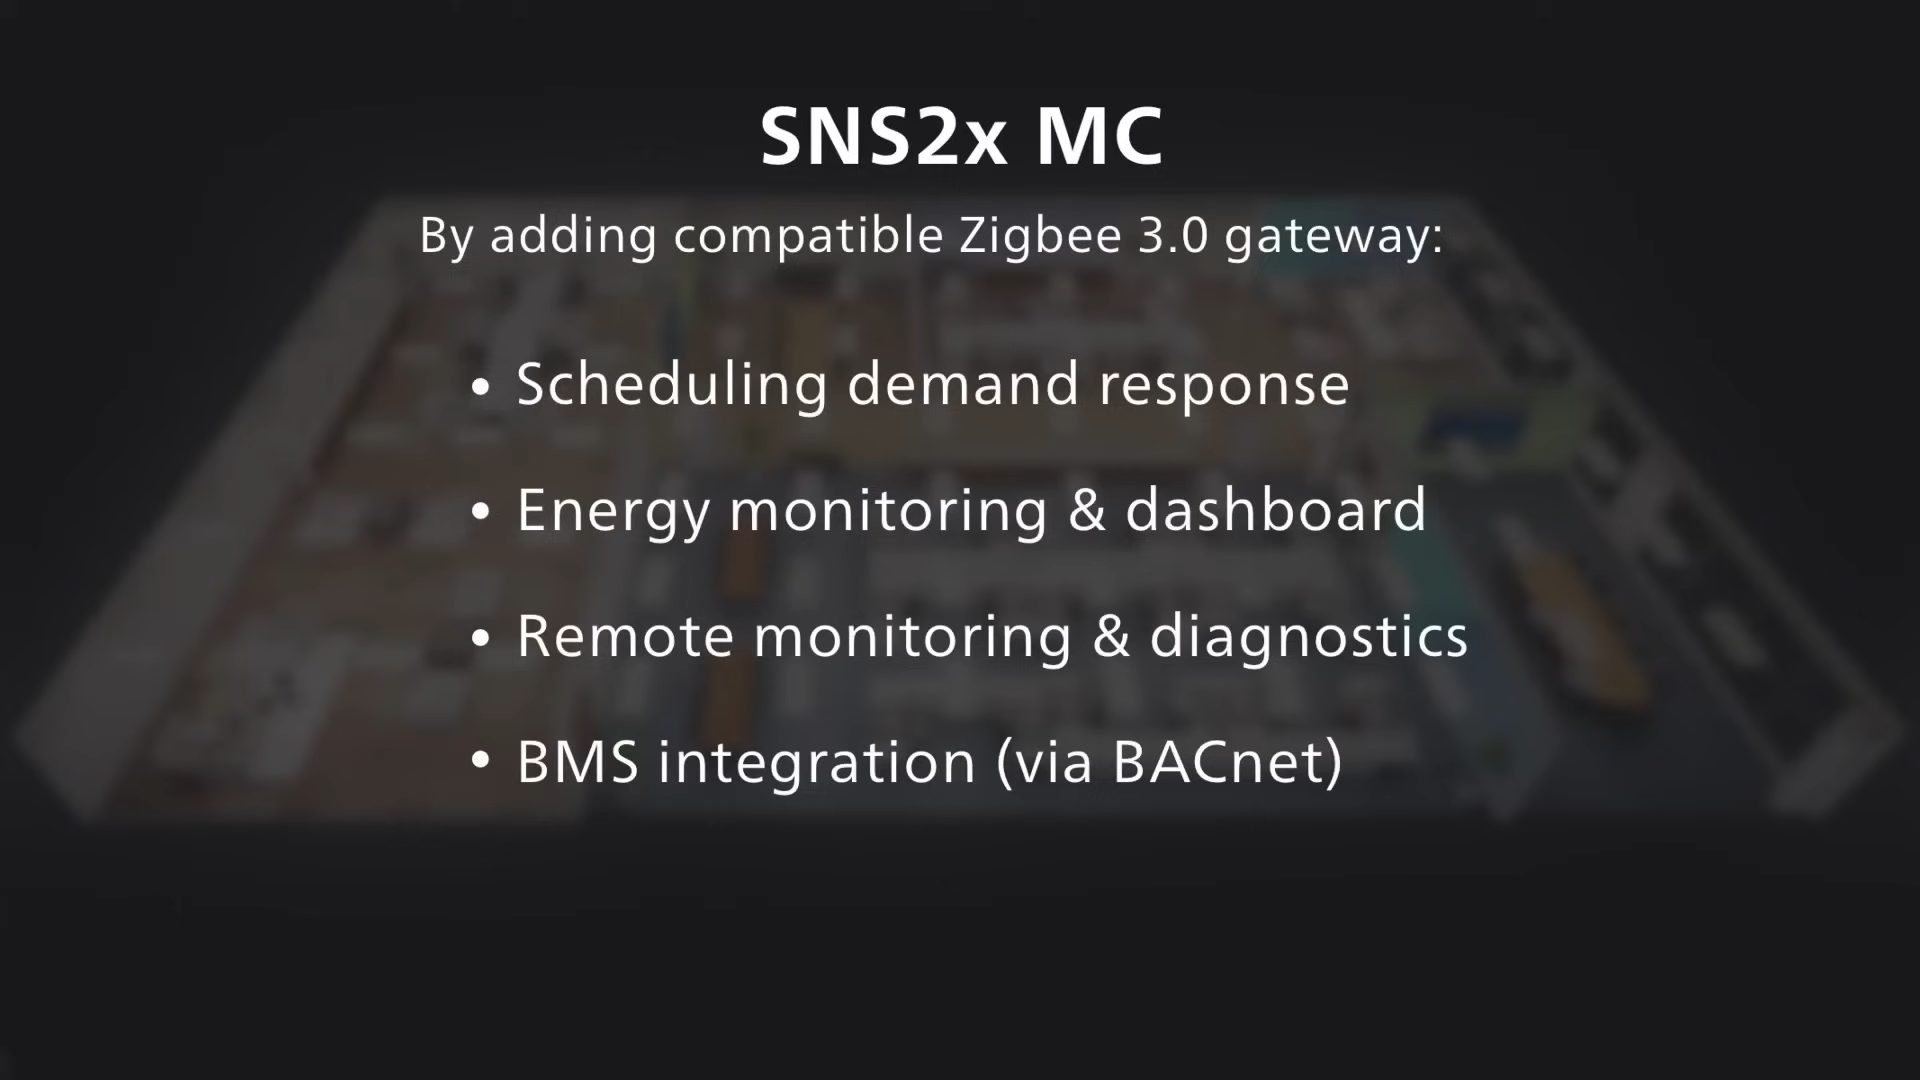 SNS2x MC
By adding compatible Zigbee 3.0 gateway:
• Scheduling demand response
• Energy monitoring & dashboard
• Remote monitoring & diagnostics
• BMS integration (via BACnet)